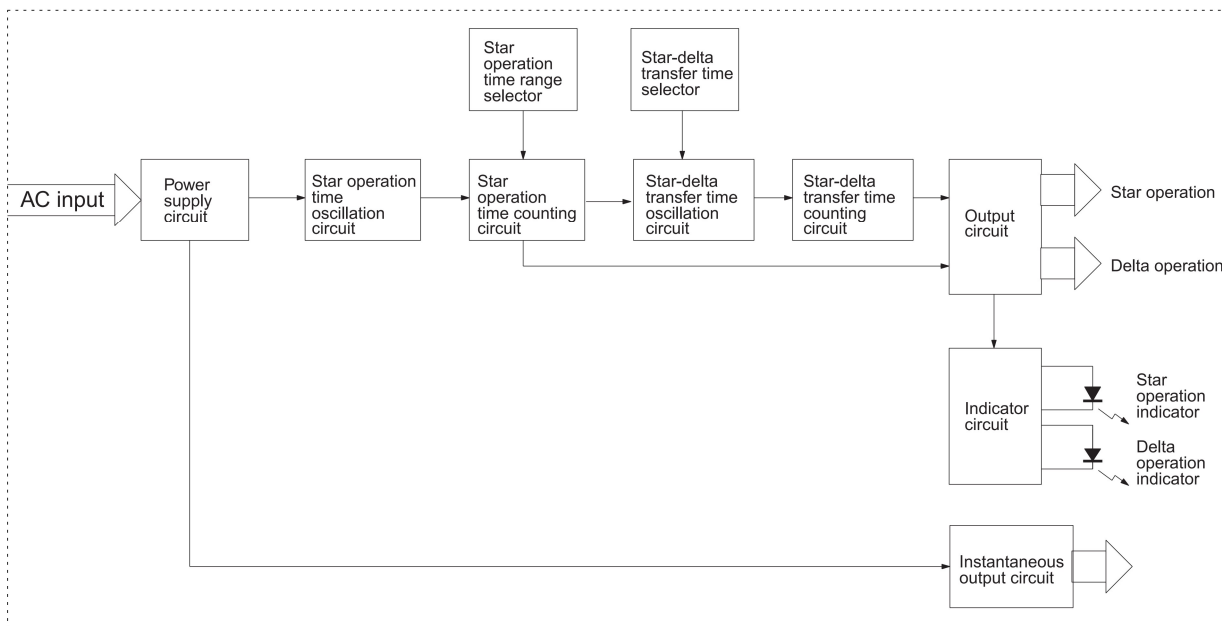 Star
operation
time range
selector
Star-delta
transfer time
selector
AC input
Power
supply
circuit
Star operation
time
oscillation
circuit
Star
operation
time counting
circuit
Star-delta
transfer time
oscillation circuit
Star-delta
transfer time
counting
circuit
Output
circuit
Star operation
Delta operation
Indicator
circuit
Star
operation
indicator
Delta
operation
indicator
Instantaneous
output circuit